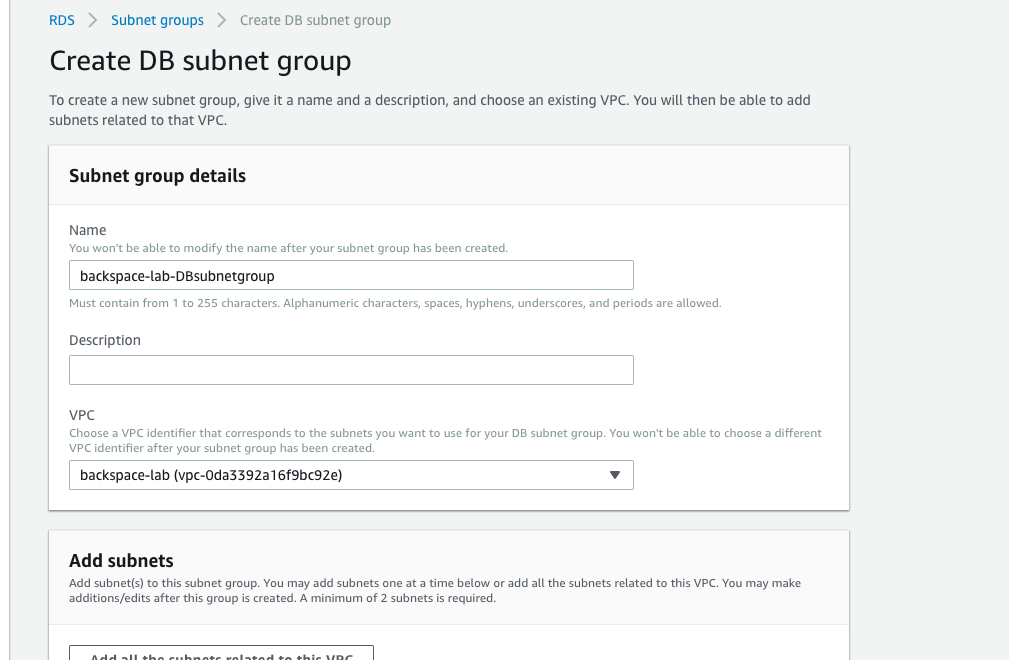 RDS > Subnet groups > Create DB subnet group
Create DB subnet group
To create a new subnet group, give it a name and a description, and choose an existing VPC. You will then be able to add
subnets related to that VPC.
Subnet group details
Name
You won't be able to modify the name after your subnet group has been created.
backspace-lab-DBsubnetgroup
Must contain from 1 to 255 characters. Alphanumeric characters, spaces, hyphens, underscores, and periods are allowed.
Description
VPC
Choose a VPC identifier that corresponds to the subnets you want to use for your DB subnet group. You won't be able to choose a different
VPC identifier after your subnet group has been created.
backspace-lab (vpc-0da3392a16f9bc92e)
Add subnets
Add subnet(s) to this subnet group. You may add subnets one at a time below or add all the subnets related to this VPC. You may make
additions/edits after this group is created. A minimum of 2 subnets is required.
Add all the subnets related to this VPC